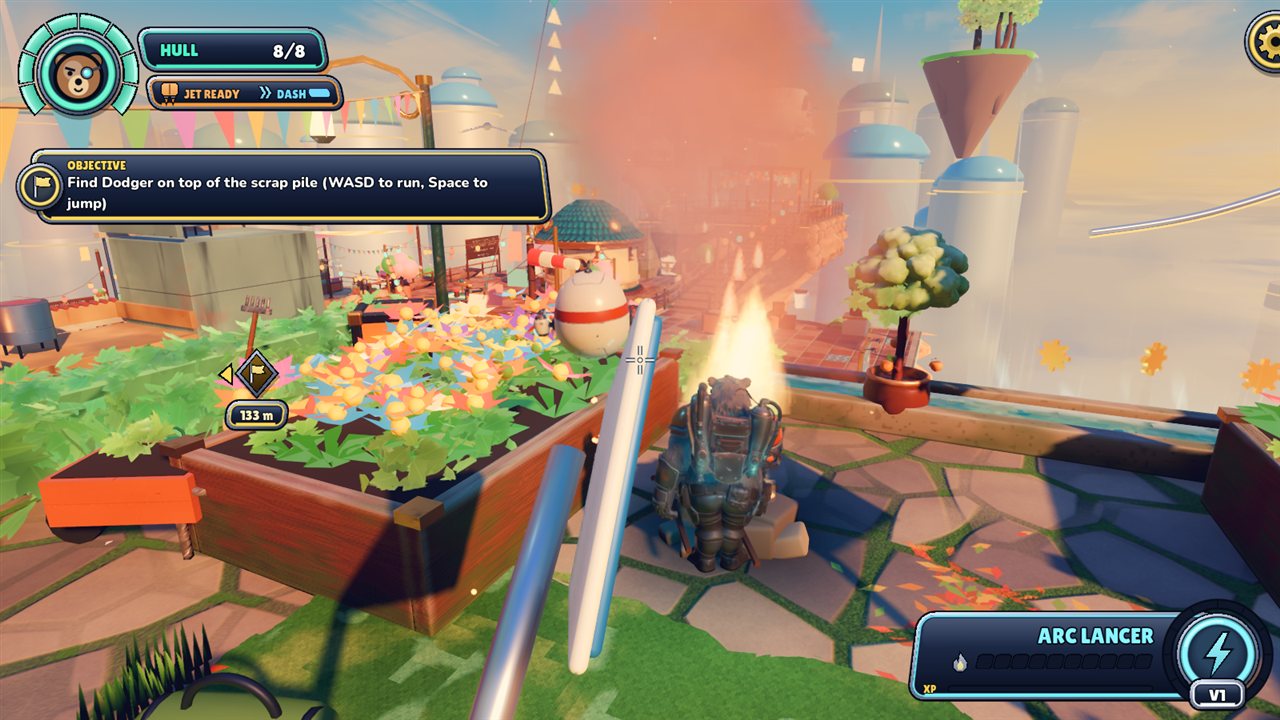 HULL 8/8
JET READY DASH
OBJECTIVE
Find Dodger on top of the scrap pile (WASD to run, Space to
jump)
133 m
ARC LANCER
XP
V1